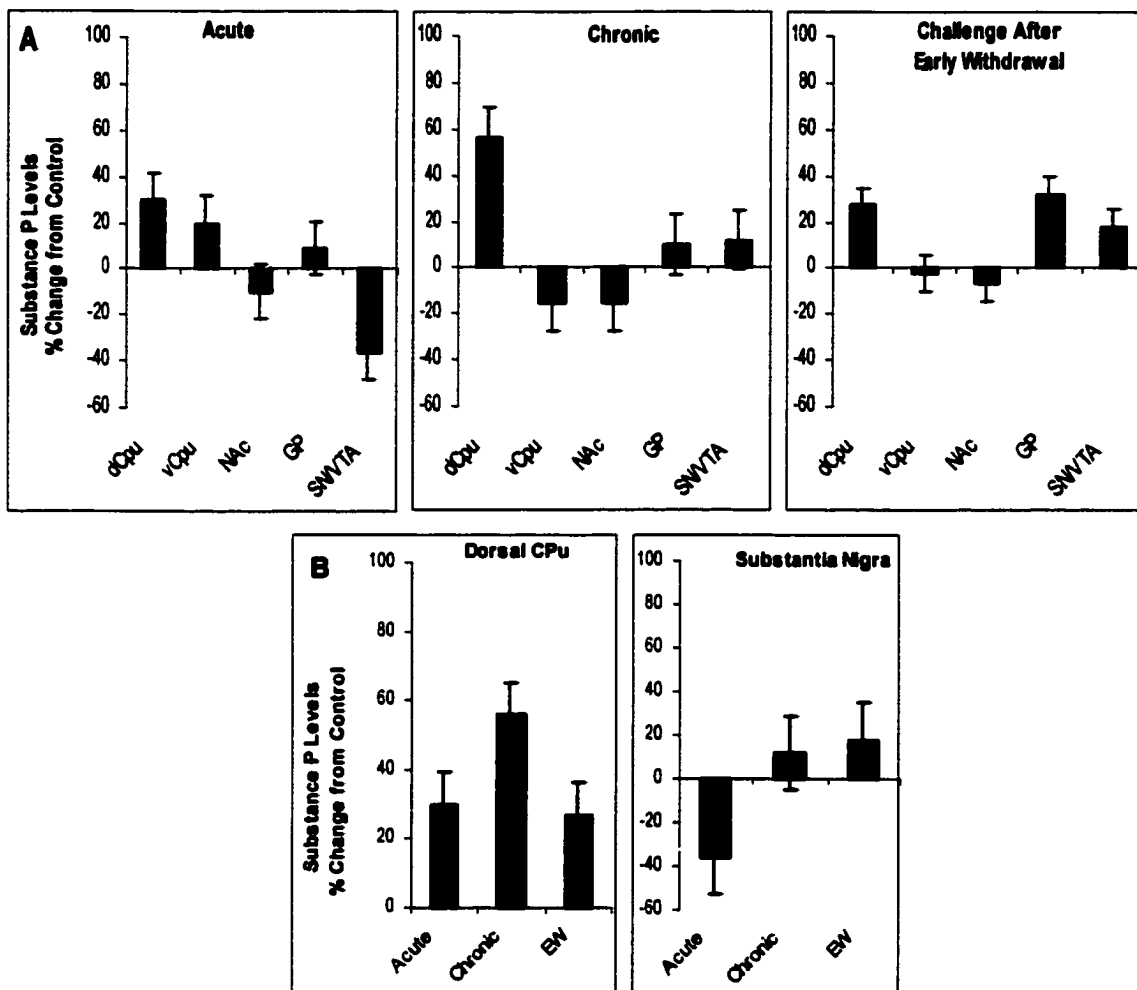 A
Acute
Substance P Levels
% Change from Control
100
80
60
40
20
0
-20
-40
-60
dCpu
vCpu
NAc
GP
SN/VTA
Chronic
100
80
60
40
20
0
-20
-40
-60
dCpu
vCpu
NAc
GP
SN/VTA
Challenge After
Early Withdrawal
100
80
60
40
20
0
-20
-40
-60
dCpu
vCpu
NAc
GP
SN/VTA
B
Dorsal CPu
Substance P Levels
% Change from Control
100
80
60
40
20
0
Acute
Chronic
EW
Substantia Nigra
100
80
60
40
20
0
-20
-40
-60
Acute
Chronic
EW